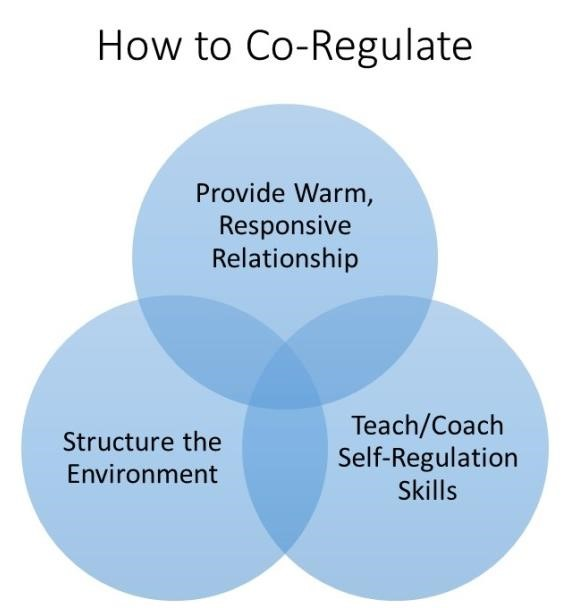 How to Co-Regulate
Provide Warm,
Responsive
Relationship
Structure the
Environment
Teach/Coach
Self-Regulation
Skills